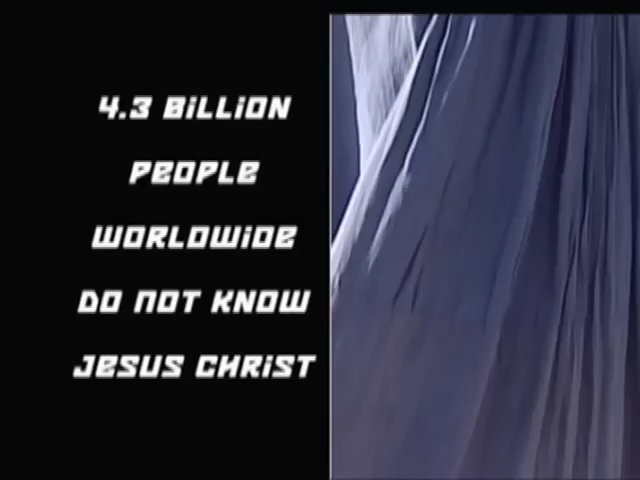 4.3 BILLION
PEOPLE
WORLDWIDE
DO NOT KNOW
JESUS CHRIST